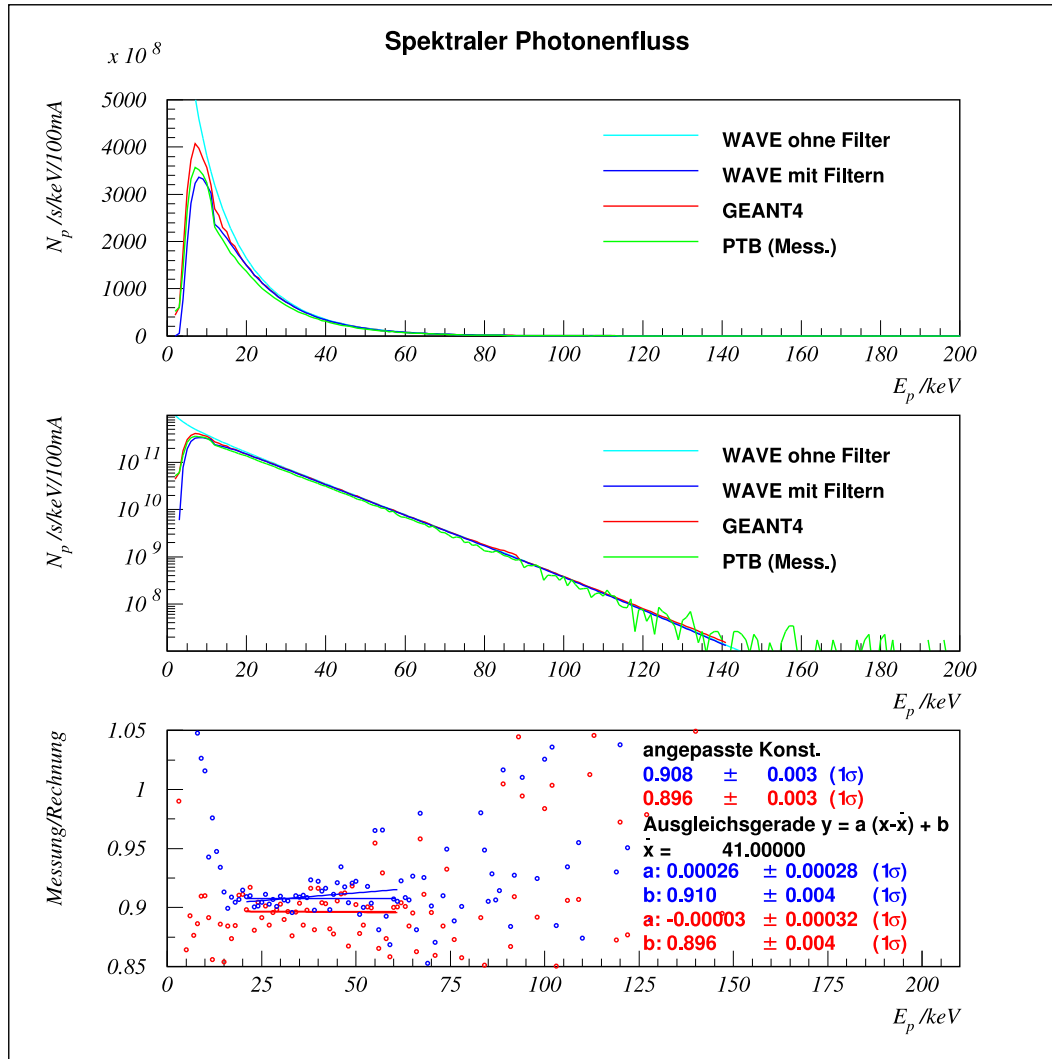 Spektraler Photonenfluss
x 10^8
N_p /s/keV/100mA
5000
4000
3000
2000
1000
0
WAVE ohne Filter
WAVE mit Filtern
GEANT4
PTB (Mess.)
0 20 40 60 80 100 120 140 160 180 200
E_p /keV
N_p /s/keV/100mA
10^11
10^10
10^9
10^8
WAVE ohne Filter
WAVE mit Filtern
GEANT4
PTB (Mess.)
0 20 40 60 80 100 120 140 160 180 200
E_p /keV
Messung/Rechnung
1.05
1
0.95
0.9
0.85
angepasste Konst.
0.908 ± 0.003 (1σ)
0.896 ± 0.003 (1σ)
Ausgleichsgerade y = a (x-x̄) + b
x̄ = 41.00000
a: 0.00026 ± 0.00028 (1σ)
b: 0.910 ± 0.004 (1σ)
a: -0.00003 ± 0.00032 (1σ)
b: 0.896 ± 0.004 (1σ)
0 25 50 75 100 125 150 175 200
E_p /keV